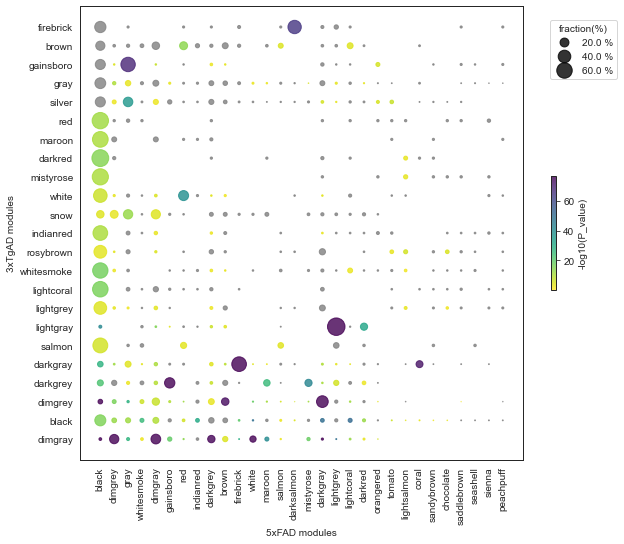 3xTgAD modules
firebrick
brown
gainsboro
gray
silver
red
maroon
darkred
mistyrose
white
snow
indianred
rosybrown
whitesmoke
lightcoral
lightgrey
lightgray
salmon
darkgray
darkgrey
dimgrey
black
dimgray
black
dimgrey
gray
whitesmoke
dimgray
gainsboro
red
indianred
darkgrey
brown
firebrick
white
maroon
salmon
darksalmon
mistyrose
darkgray
lightgrey
lightcoral
darkred
orangered
tomato
lightsalmon
coral
sandybrown
chocolate
saddlebrown
seashell
sienna
peachpuff
5xFAD modules
fraction(%)
20.0 %
40.0 %
60.0 %
60
40
20
-log10(P_value)